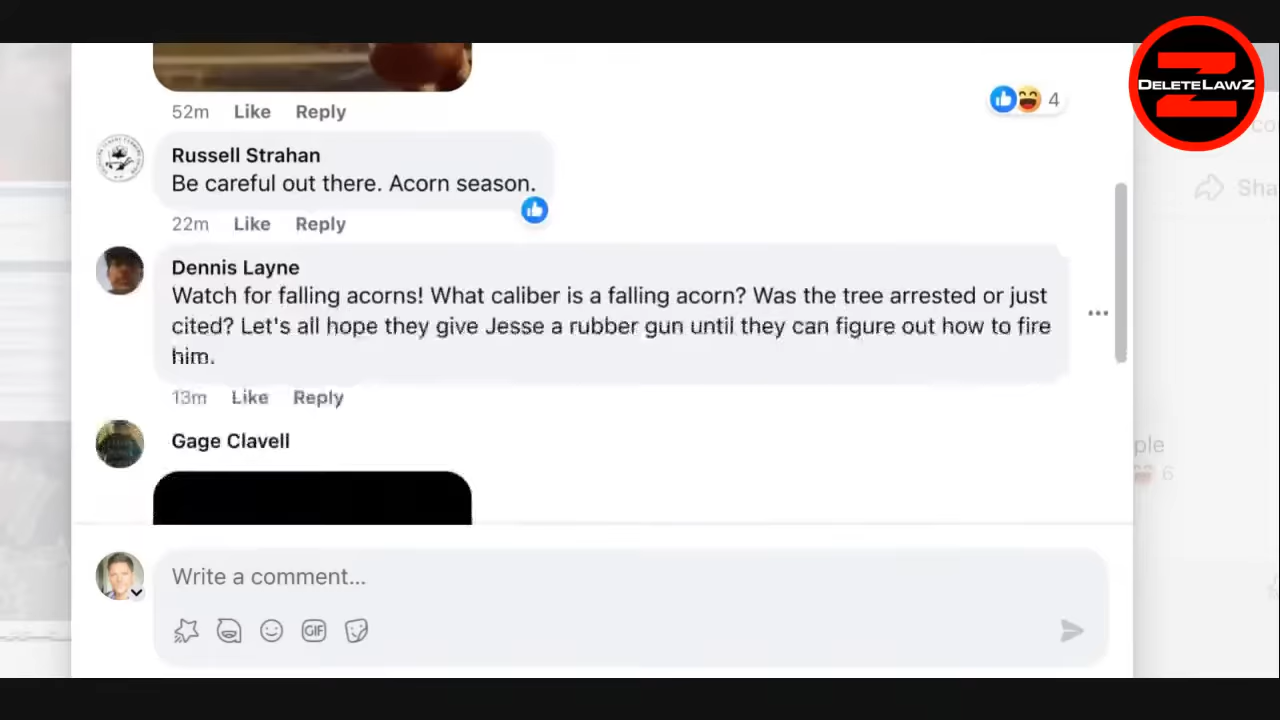 DELETELAWZ
4
52m Like Reply
Russell Strahan
Be careful out there. Acorn season.
22m Like Reply
Sha
Dennis Layne
Watch for falling acorns! What caliber is a falling acorn? Was the tree arrested or just
cited? Let's all hope they give Jesse a rubber gun until they can figure out how to fire
him.
13m Like Reply
Gage Clavell
ple
6
Write a comment...
GIF